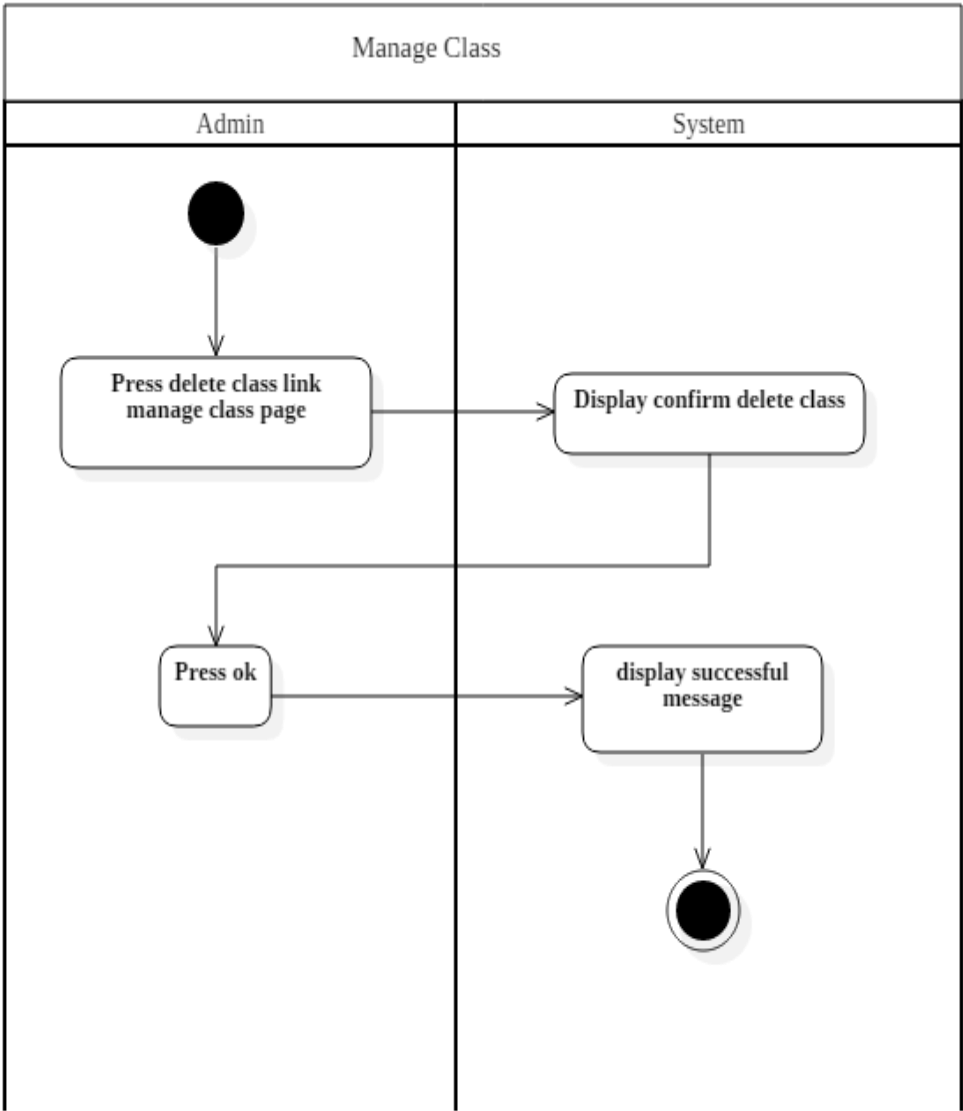 Manage Class
Admin
System
Press delete class link
manage class page
Display confirm delete class
Press ok
display successful
message